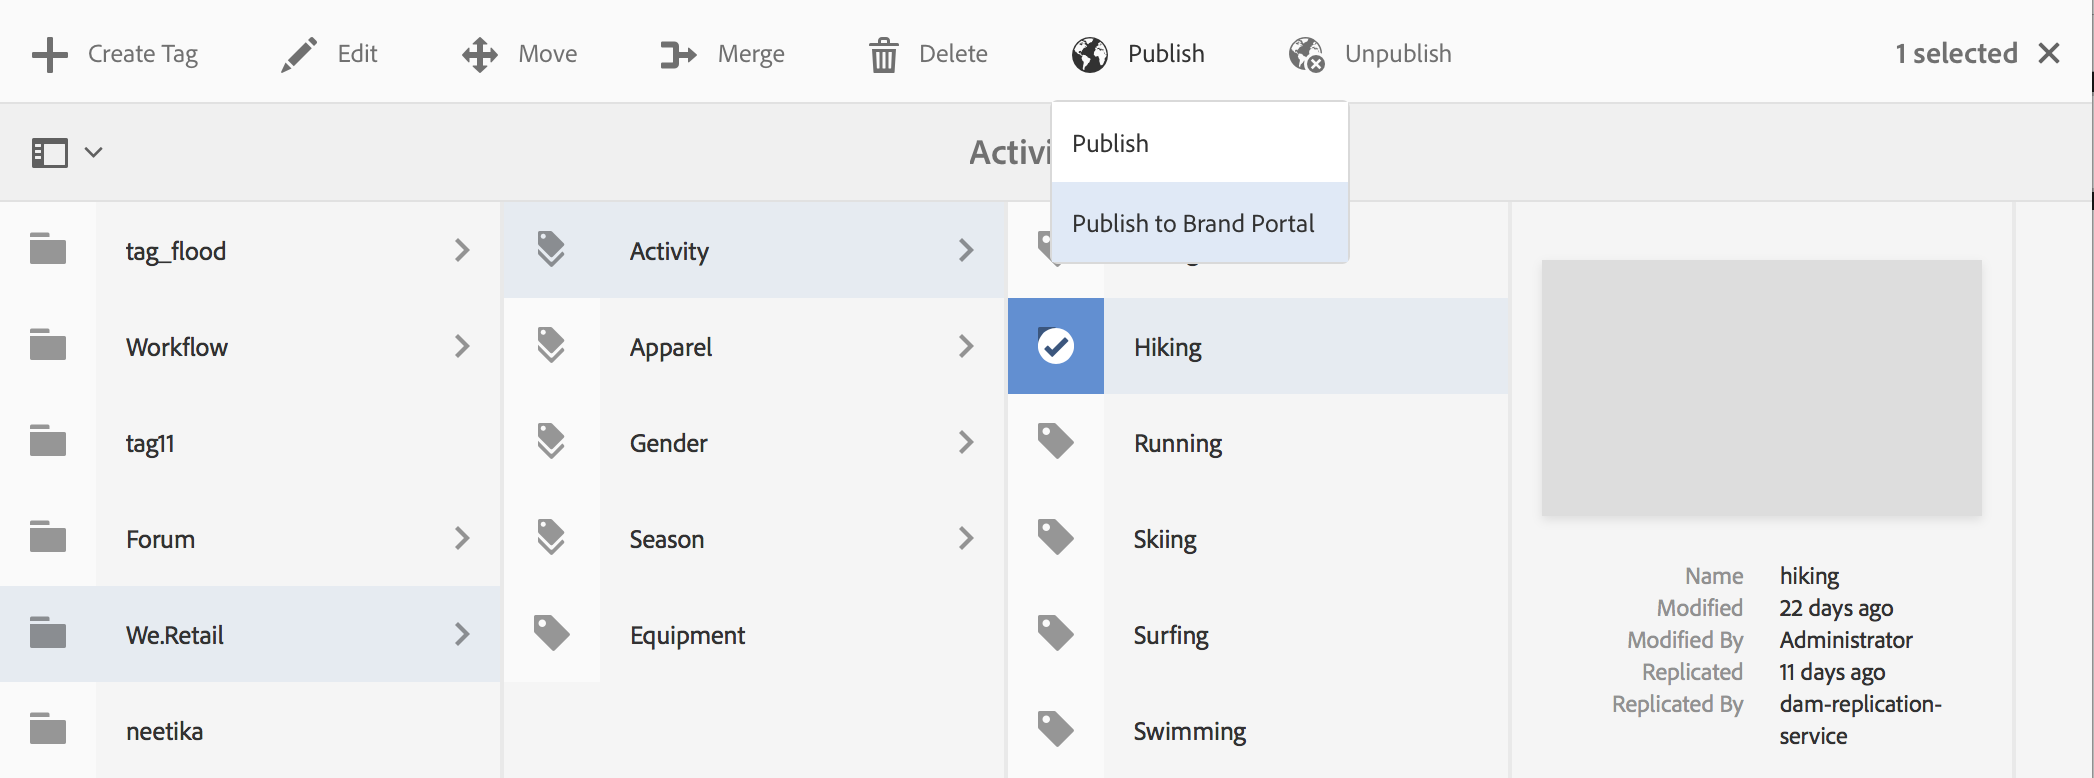 Create Tag
Edit
Move
Merge
Delete
Publish
Unpublish
1 selected
Activi
Publish
Publish to Brand Portal
tag_flood
Workflow
tag11
Forum
We.Retail
neetika
Activity
Apparel
Gender
Season
Equipment
Hiking
Running
Skiing
Surfing
Swimming
Name hiking
Modified 22 days ago
Modified By Administrator
Replicated 11 days ago
Replicated By dam-replication-
service